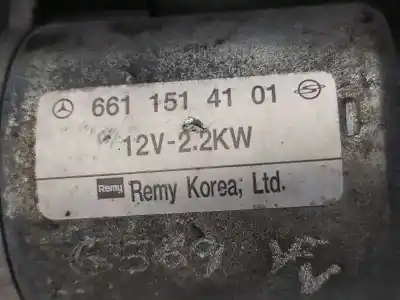 661 151 41 01
12V-2.2KW
Remy Remy Korea, Ltd.